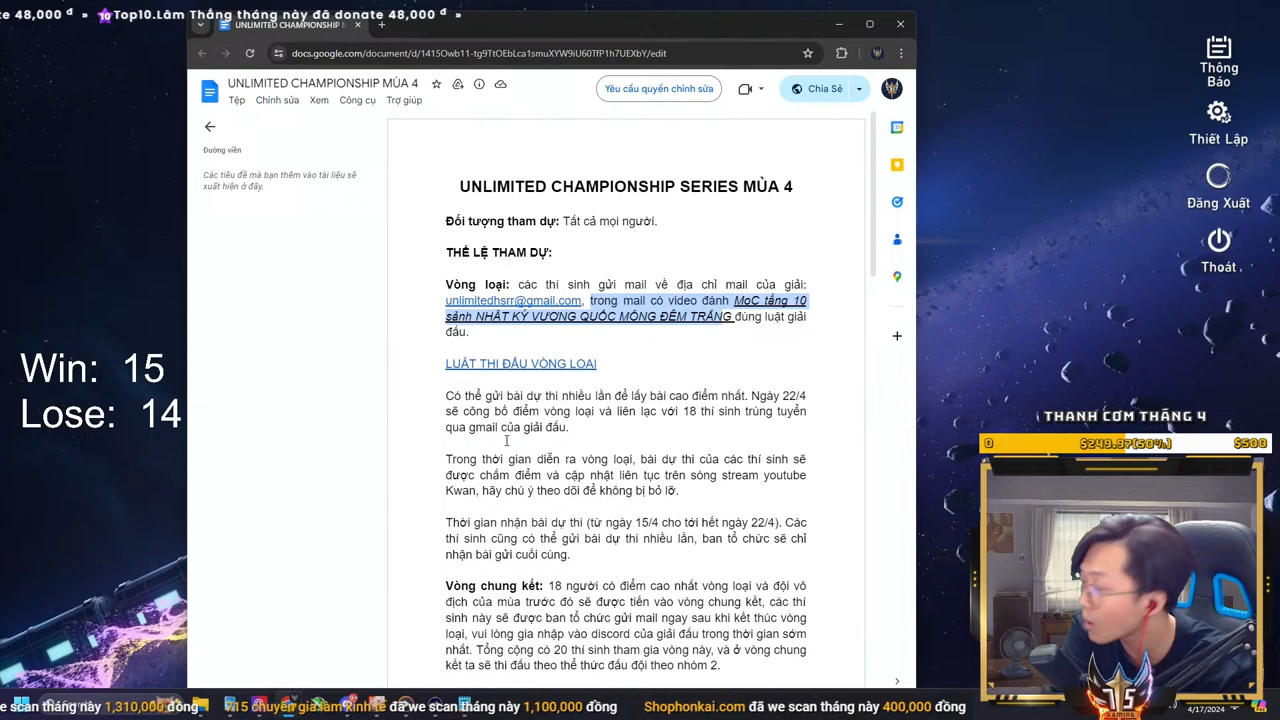 te 48,000 ₫ » Top10.Lâm Thắng tháng này đã donate 48,000 ₫ »
UNLIMITED CHAMPIONSHIP
docs.google.com/document/d/1415Owb11-tg9TtOEbLca1smuXYW9iU60TfP1h7UEXbY/edit
UNLIMITED CHAMPIONSHIP MÙA 4
Tệp Chỉnh sửa Xem Công cụ Trợ giúp
Yêu cầu quyền chỉnh sửa
Chia Sẻ
Đường viền
Các tiêu đề mà bạn thêm vào tài liệu sẽ
xuất hiện ở đây.
UNLIMITED CHAMPIONSHIP SERIES MÙA 4
Đối tượng tham dự: Tất cả mọi người.
THỂ LỆ THAM DỰ:
Vòng loại: các thí sinh gửi mail về địa chỉ mail của giải:
unlimitedhsrr@gmail.com, trong mail có video đánh MoC tầng 10
sảnh NHẬT KÝ VƯƠNG QUỐC MỘNG ĐÊM TRẮNG đúng luật giải
đấu.
LUẬT THI ĐẤU VÒNG LOẠI
Có thể gửi bài dự thi nhiều lần để lấy bài cao điểm nhất. Ngày 22/4
sẽ công bố điểm vòng loại và liên lạc với 18 thí sinh trúng tuyển
qua gmail của giải đấu.
Trong thời gian diễn ra vòng loại, bài dự thi của các thí sinh sẽ
được chấm điểm và cập nhật liên tục trên sóng stream youtube
Kwan, hãy chú ý theo dõi để không bị bỏ lỡ.
Thời gian nhận bài dự thi (từ ngày 15/4 cho tới hết ngày 22/4). Các
thí sinh cũng có thể gửi bài dự thi nhiều lần, ban tổ chức sẽ chỉ
nhận bài gửi cuối cùng.
Vòng chung kết: 18 người có điểm cao nhất vòng loại và đội vô
địch của mùa trước đó sẽ được tiến vào vòng chung kết, các thí
sinh này sẽ được ban tổ chức gửi mail ngay sau khi kết thúc vòng
loại, vui lòng gia nhập vào discord của giải đấu trong thời gian sớm
nhất. Tổng cộng có 20 thí sinh tham gia vòng này, và ở vòng chung
kết ta sẽ thi đấu theo thể thức đấu đội theo nhóm 2.
Thông
Báo
Thiết Lập
Đăng Xuất
Thoát
Win: 15
Lose: 14
THANH CƠM THÁNG 4
0 $249.97(50%) $500
715
GAMING
4/17/2024
we scan tháng này 1,310,000 đồng 715 chuyên gia làm kinh tế đã we scan tháng này 1,100,000 đồng Shophonkai.com đã we scan tháng này 400,000 đồng